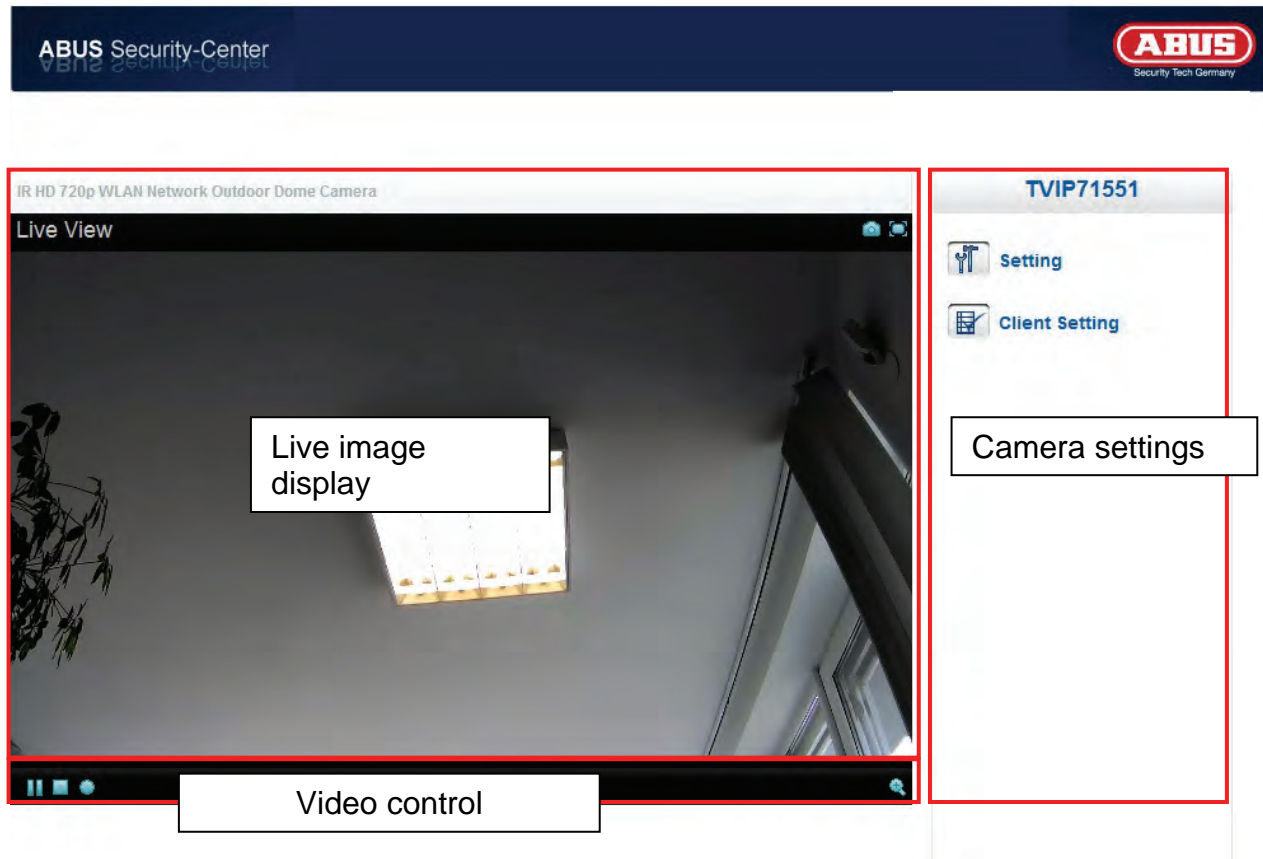 ABUS Security-Center
ABUS
Security Tech Germany
IR HD 720p WLAN Network Outdoor Dome Camera
TVIP71551
Live View
Setting
Client Setting
Live image
display
Camera settings
Video control